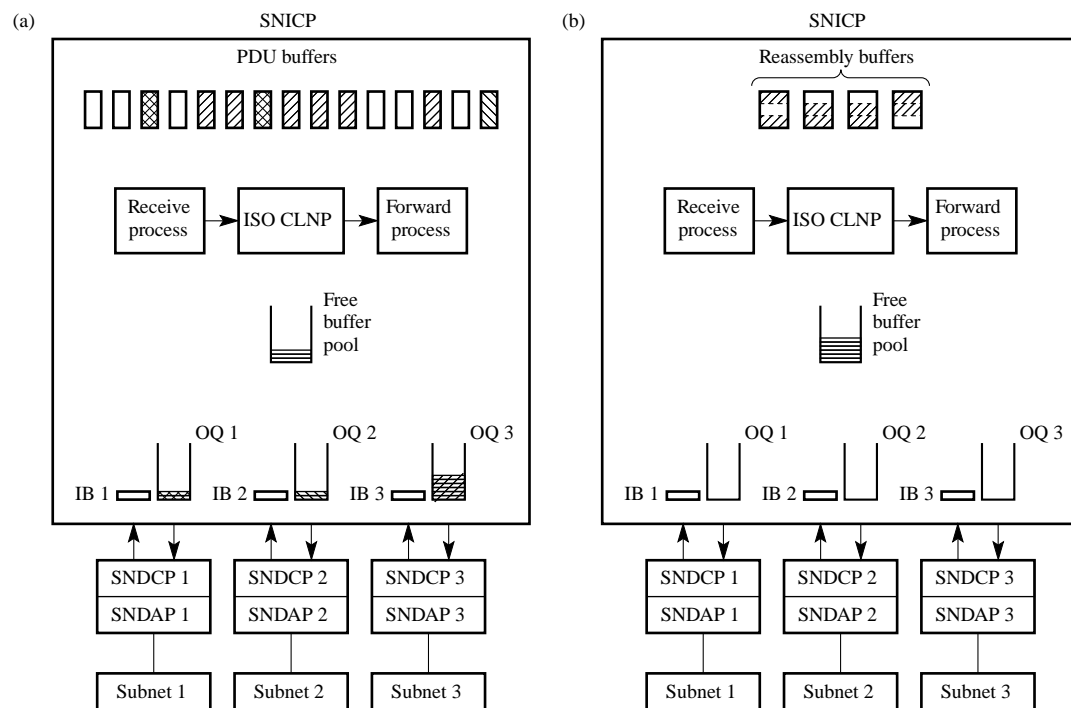 (a)
SNICP
PDU buffers
Receive
process
ISO CLNP
Forward
process
Free
buffer
pool
OQ 1
OQ 2
OQ 3
IB 1
IB 2
IB 3
SNDCP 1
SNDCP 2
SNDCP 3
SNDAP 1
SNDAP 2
SNDAP 3
Subnet 1
Subnet 2
Subnet 3
(b)
SNICP
Reassembly buffers
Receive
process
ISO CLNP
Forward
process
Free
buffer
pool
OQ 1
OQ 2
OQ 3
IB 1
IB 2
IB 3
SNDCP 1
SNDCP 2
SNDCP 3
SNDAP 1
SNDAP 2
SNDAP 3
Subnet 1
Subnet 2
Subnet 3